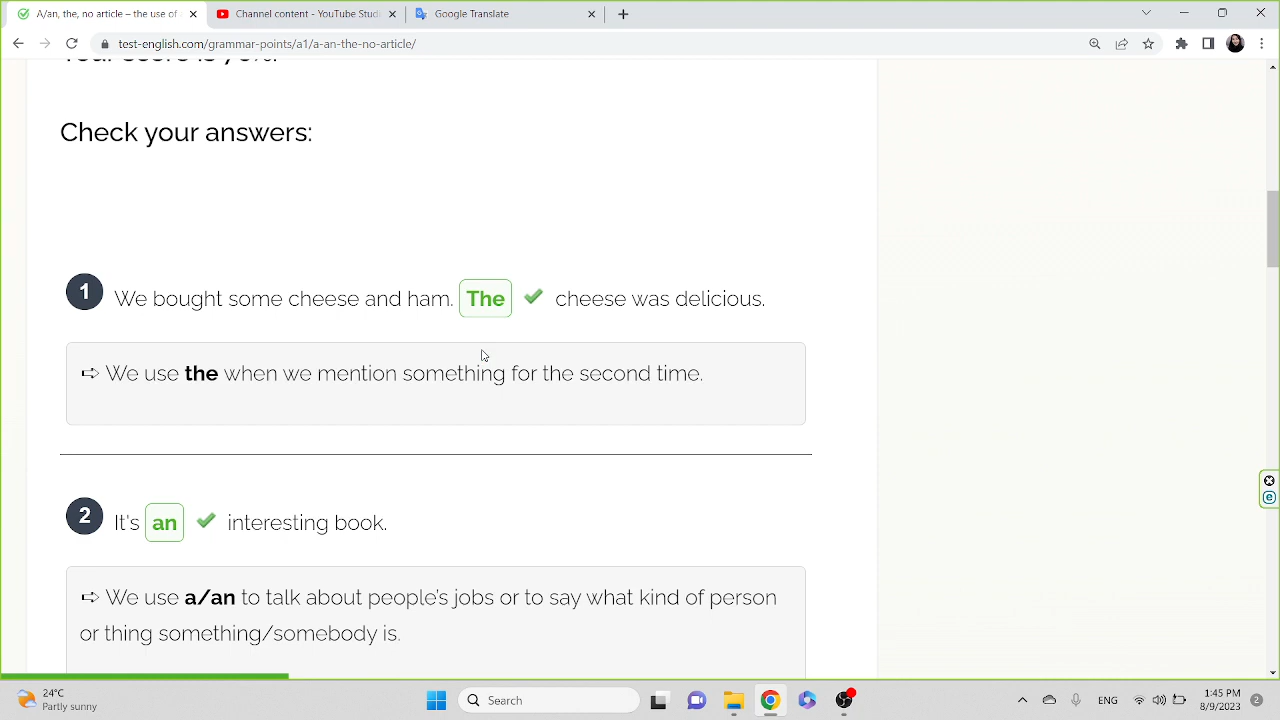 A/an, the, no article – the use of
Channel content - YouTube Studi
Google Translate
test-english.com/grammar-points/a1/a-an-the-no-article/
Check your answers:
1 We bought some cheese and ham. The cheese was delicious.
⇨ We use the when we mention something for the second time.
2 It's an interesting book.
⇨ We use a/an to talk about people's jobs or to say what kind of person
or thing something/somebody is.
24°C
Partly sunny
Search
ENG
1:45 PM
8/9/2023
2